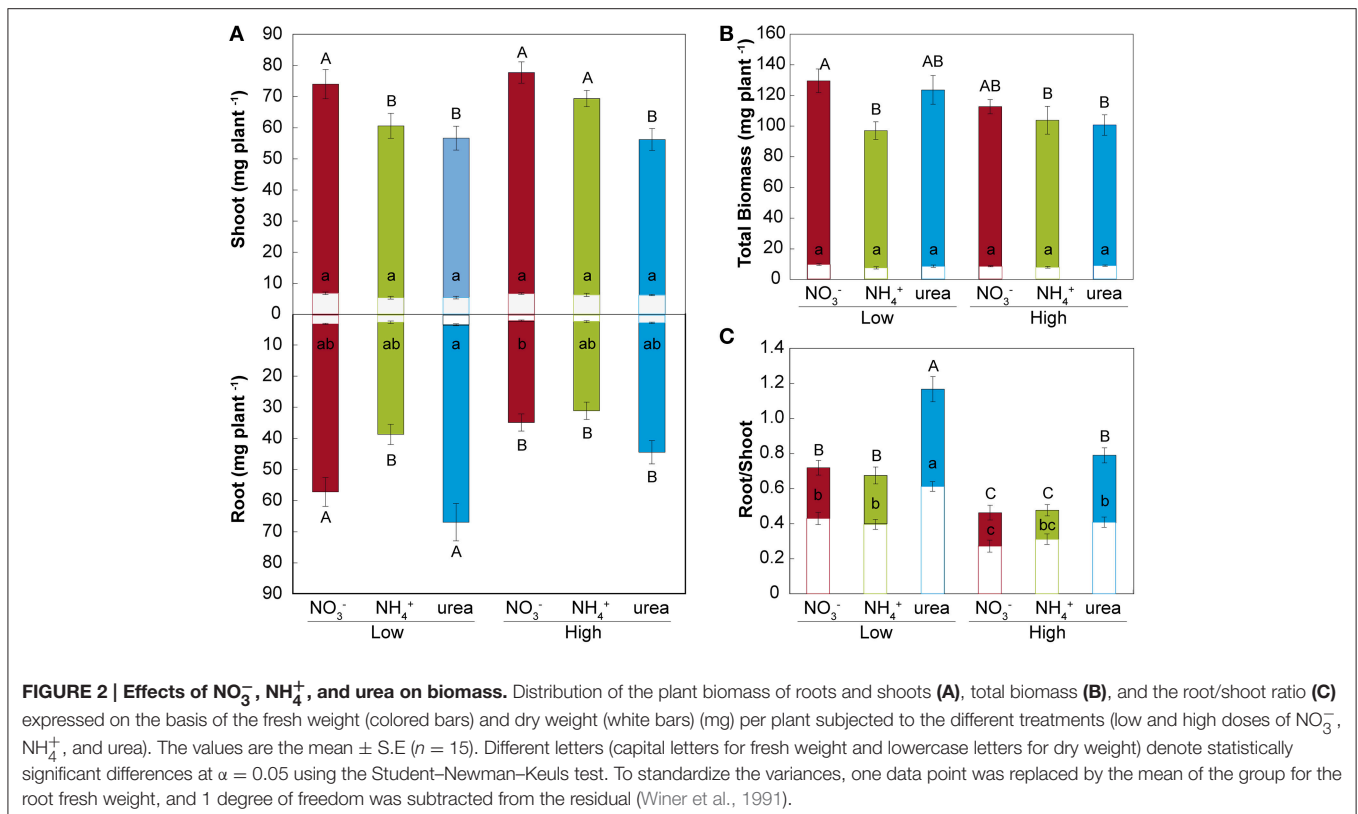 A
90
80
70
60
50
40
30
20
10
0
10
20
30
40
50
60
70
80
90
Shoot (mg plant ⁻¹)
Root (mg plant ⁻¹)
A B B A A B
a a a a a a
ab ab a b ab ab
A B A B B B
NO₃⁻ NH₄⁺ urea NO₃⁻ NH₄⁺ urea
Low High
B
160
140
120
100
80
60
40
20
0
Total Biomass (mg plant ⁻¹)
A B AB AB B B
a a a a a a
NO₃⁻ NH₄⁺ urea NO₃⁻ NH₄⁺ urea
Low High
C
1.4
1.2
1.0
0.8
0.6
0.4
0.2
0
Root/Shoot
B B A C C B
b b a c bc b
NO₃⁻ NH₄⁺ urea NO₃⁻ NH₄⁺ urea
Low High
FIGURE 2 | Effects of NO₃⁻, NH₄⁺, and urea on biomass. Distribution of the plant biomass of roots and shoots (A), total biomass (B), and the root/shoot ratio (C)
expressed on the basis of the fresh weight (colored bars) and dry weight (white bars) (mg) per plant subjected to the different treatments (low and high doses of NO₃⁻,
NH₄⁺, and urea). The values are the mean ± S.E (n = 15). Different letters (capital letters for fresh weight and lowercase letters for dry weight) denote statistically
significant differences at α = 0.05 using the Student–Newman–Keuls test. To standardize the variances, one data point was replaced by the mean of the group for the
root fresh weight, and 1 degree of freedom was subtracted from the residual (Winer et al., 1991).